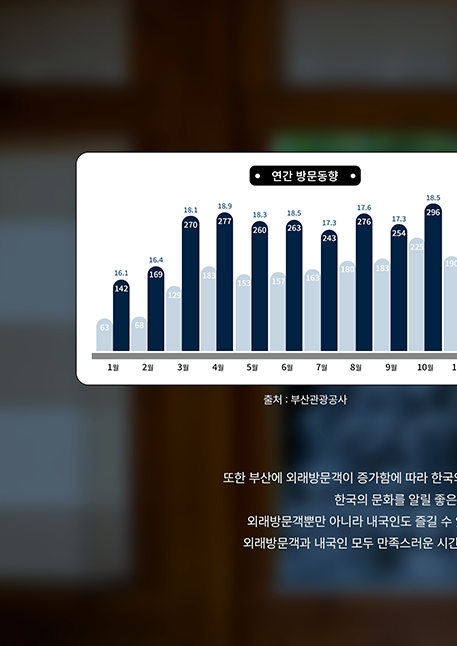 연간 방문동향
16.1 16.4 18.1 18.9 18.3 18.5 17.3 17.6 17.3 18.5
63 142 68 169 129 270 183 277 153 260 157 263 163 243 180 276 183 254 225 296 190
1월 2월 3월 4월 5월 6월 7월 8월 9월 10월 1
출처 : 부산관광공사
또한 부산에 외래방문객이 증가함에 따라 한국의
한국의 문화를 알릴 좋은
외래방문객뿐만 아니라 내국인도 즐길 수
외래방문객과 내국인 모두 만족스러운 시간